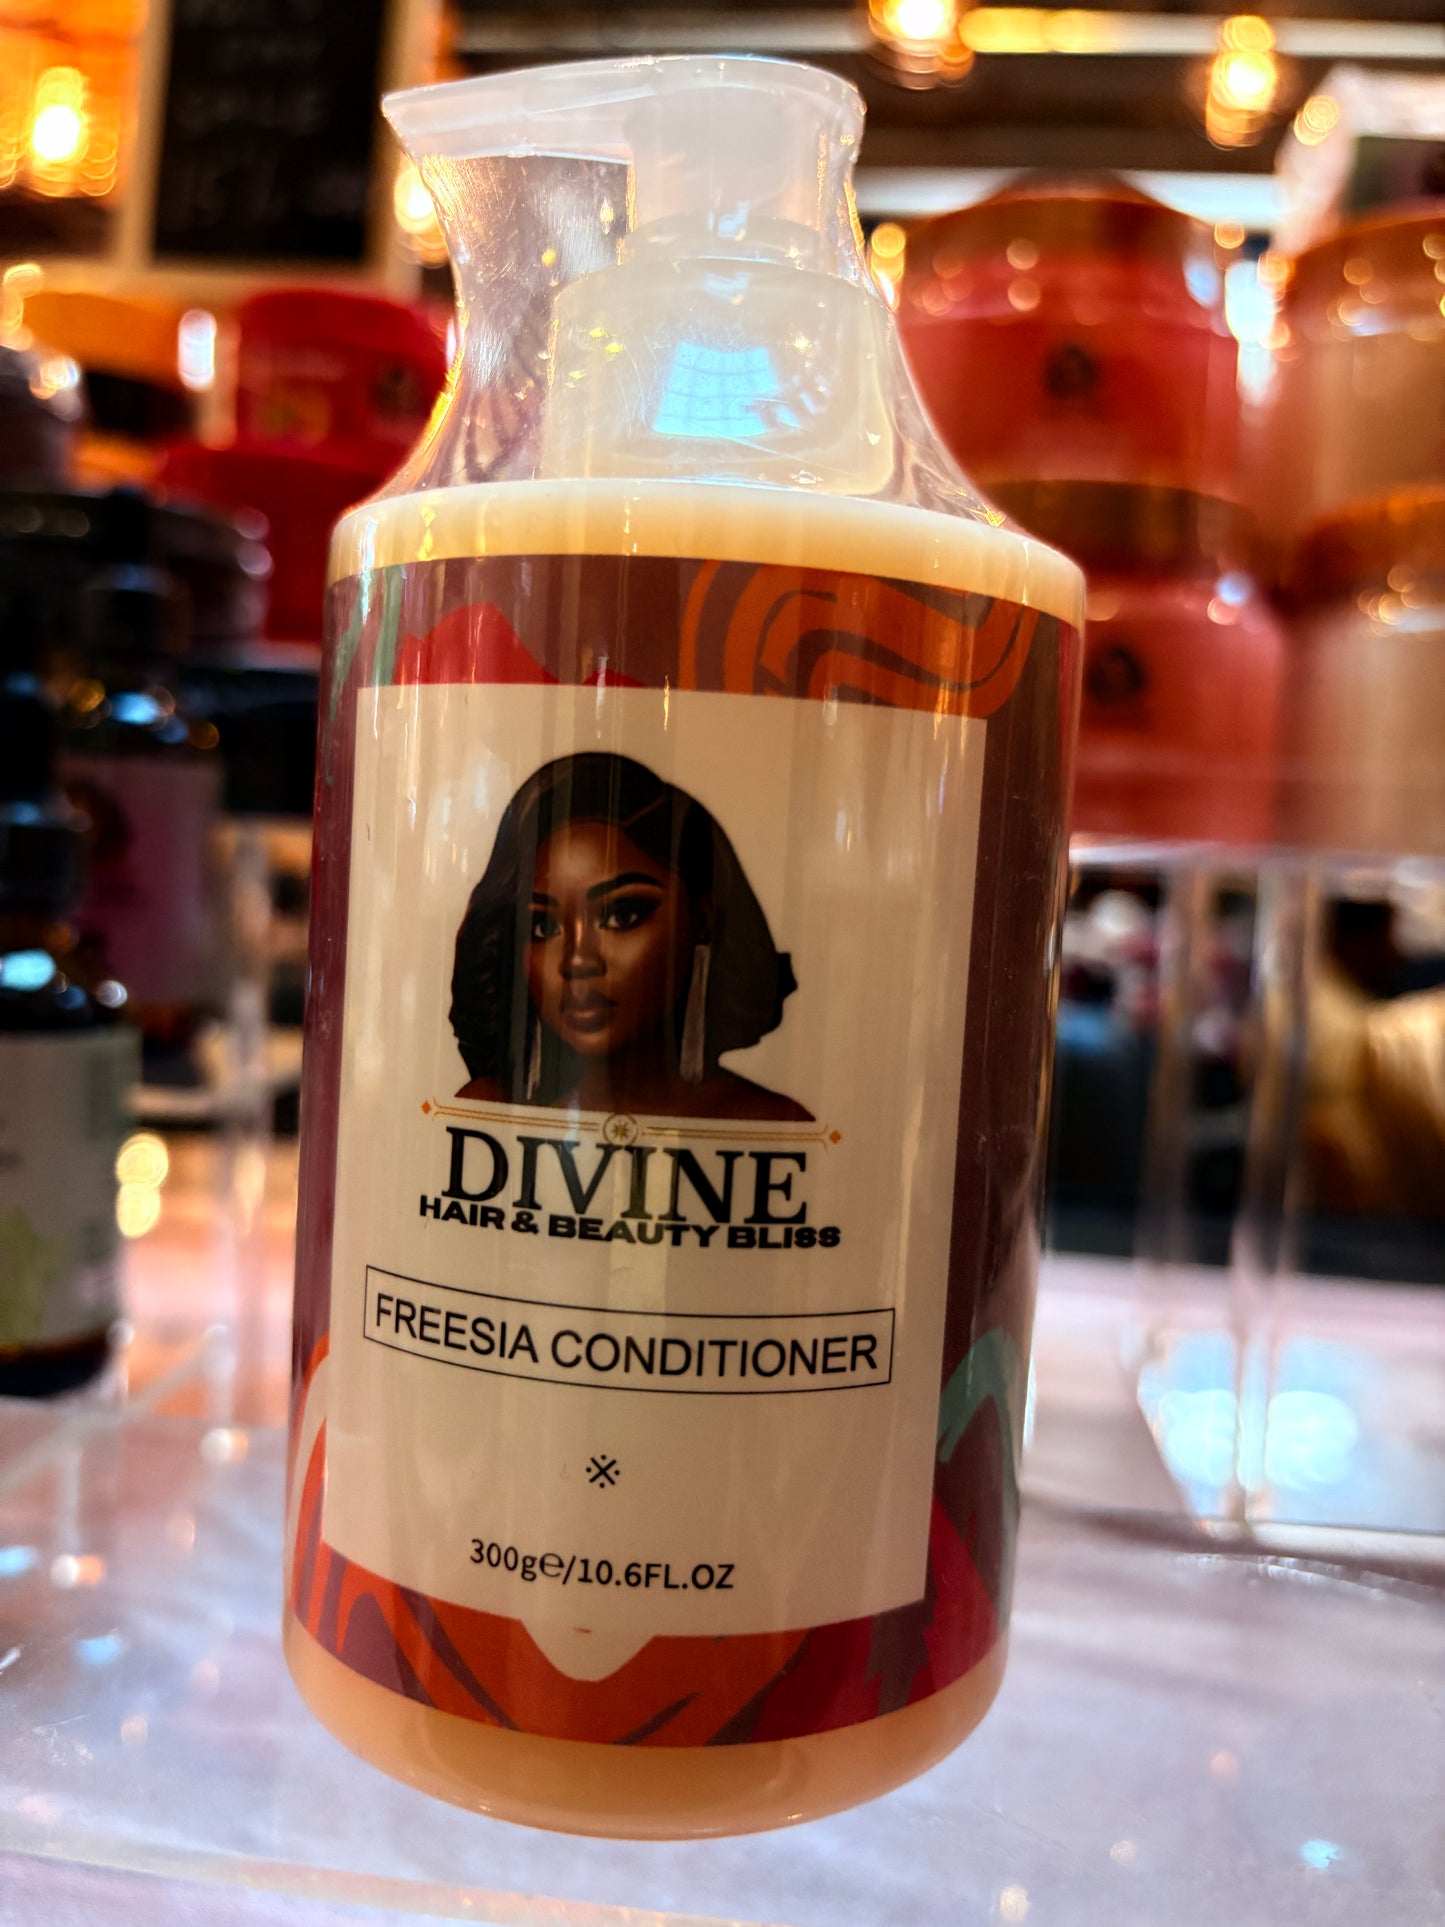 DIVINE
HAIR & BEAUTY BLISS
FREESIA CONDITIONER
※
300g℮/10.6FL.OZ